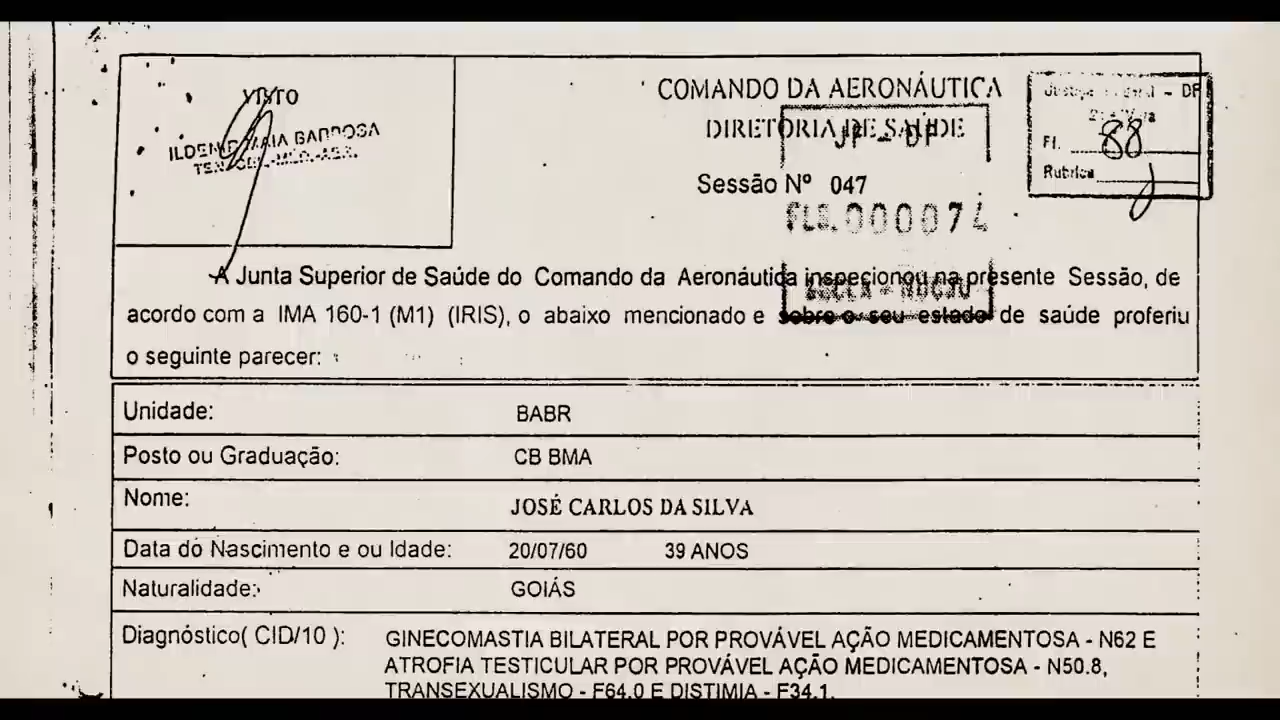 VISTO
BARBOSA
COMANDO DA AERONÁUTICA
DIRETORIA DE SAÚDE
JF - DF
Sessão Nº 047
FLS. 000074
- DF
Fl. 88
Rubrica
A Junta Superior de Saúde do Comando da Aeronáutica inspecionou na presente Sessão, de
acordo com a IMA 160-1 (M1) (IRIS), o abaixo mencionado e sobre o seu estado de saúde proferiu
o seguinte parecer:
Unidade: BABR
Posto ou Graduação: CB BMA
Nome: JOSÉ CARLOS DA SILVA
Data do Nascimento e ou Idade: 20/07/60 39 ANOS
Naturalidade: GOIÁS
Diagnóstico( CID/10 ): GINECOMASTIA BILATERAL POR PROVÁVEL AÇÃO MEDICAMENTOSA - N62 E
ATROFIA TESTICULAR POR PROVÁVEL AÇÃO MEDICAMENTOSA - N50.8,
TRANSEXUALISMO - F64.0 E DISTIMIA - F34.1.